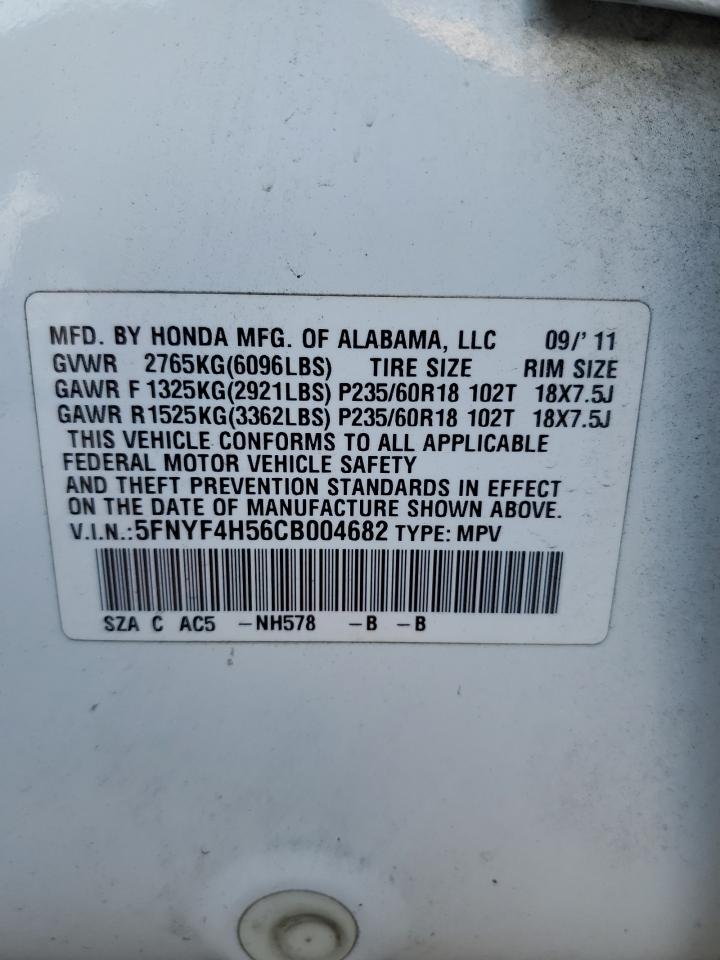 MFD. BY HONDA MFG. OF ALABAMA, LLC 09/'11
GVWR 2765KG(6096LBS) TIRE SIZE RIM SIZE
GAWR F 1325KG(2921LBS) P235/60R18 102T 18X7.5J
GAWR R1525KG(3362LBS) P235/60R18 102T 18X7.5J
THIS VEHICLE CONFORMS TO ALL APPLICABLE
FEDERAL MOTOR VEHICLE SAFETY
AND THEFT PREVENTION STANDARDS IN EFFECT
ON THE DATE OF MANUFACTURE SHOWN ABOVE.
V.I.N.:5FNYF4H56CB004682 TYPE: MPV
SZA C AC5 -NH578 -B -B